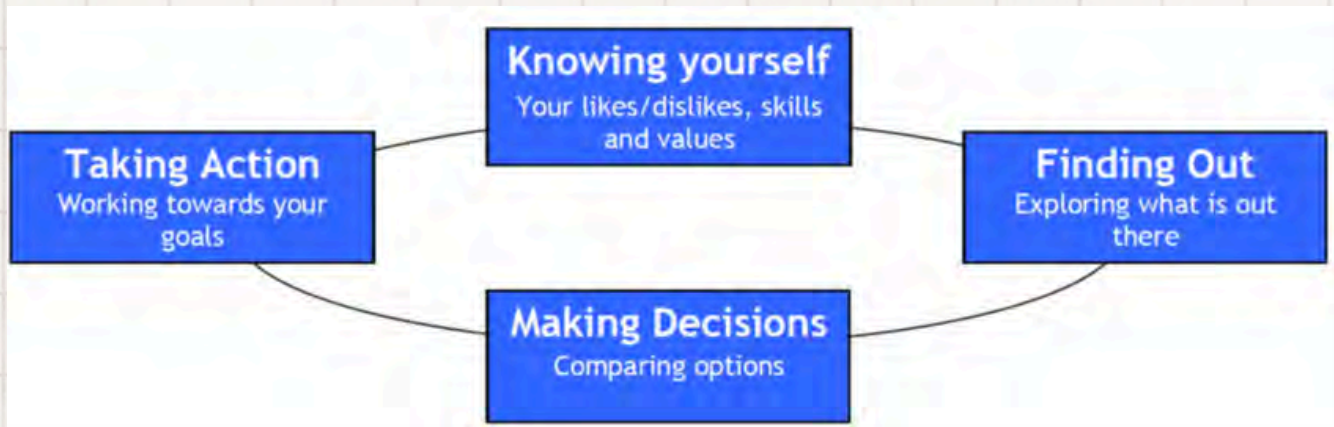 Knowing yourself
Your likes/dislikes, skills
and values
Taking Action
Working towards your
goals
Finding Out
Exploring what is out
there
Making Decisions
Comparing options